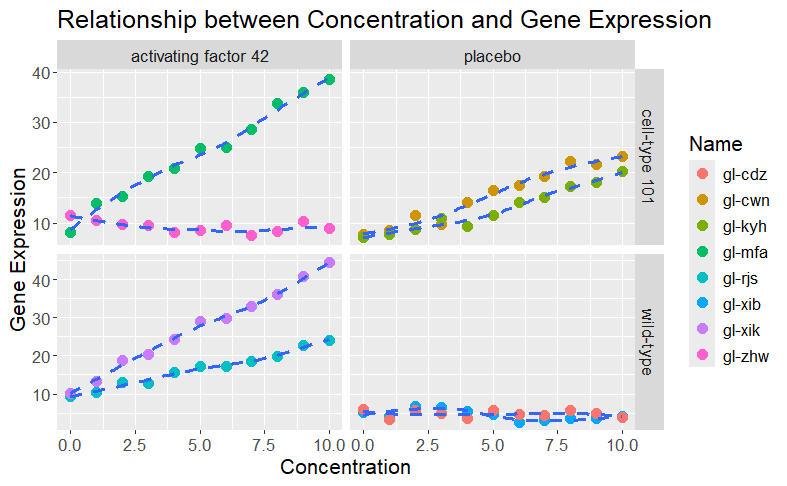 Relationship between Concentration and Gene Expression
activating factor 42
placebo
40
30
20
10
cell-type 101
40
30
20
10
wild-type
0.0 2.5 5.0 7.5 10.0
0.0 2.5 5.0 7.5 10.0
Concentration
Gene Expression
Name
gl-cdz
gl-cwn
gl-kyh
gl-mfa
gl-rjs
gl-xib
gl-xik
gl-zhw